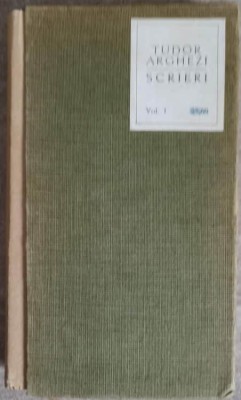 TUDOR
ARGHEZI
SCRIERI
Vol. 1